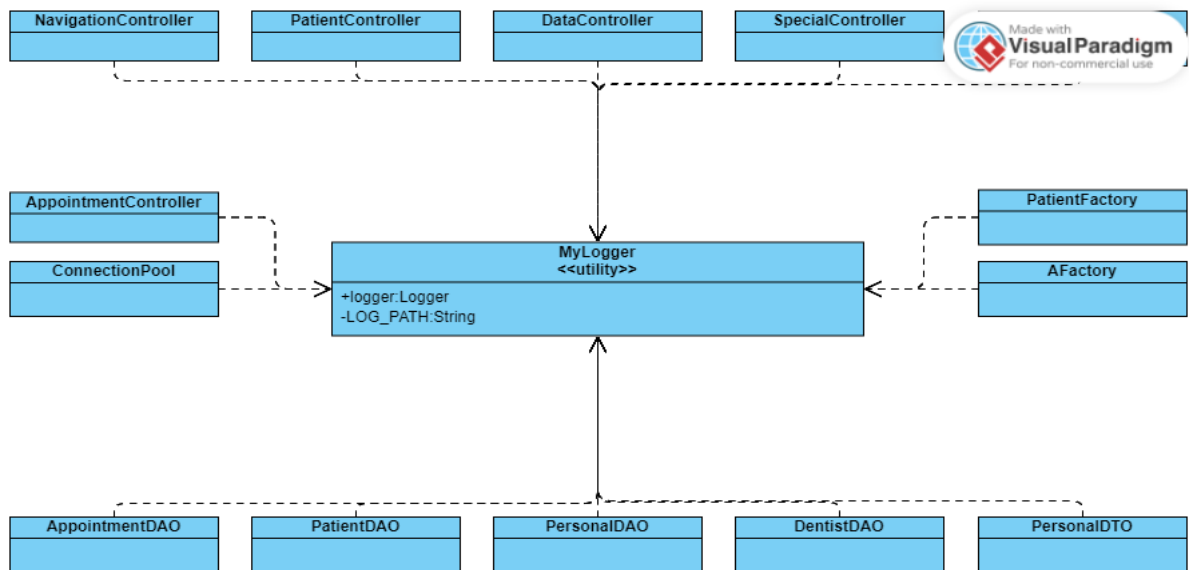 NavigationController
PatientController
DataController
SpecialController
Made with
Visual Paradigm
For non-commercial use
AppointmentController
PatientFactory
MyLogger
<<utility>>
ConnectionPool
AFactory
+logger:Logger
-LOG_PATH:String
AppointmentDAO
PatientDAO
PersonalDAO
DentistDAO
PersonalDTO